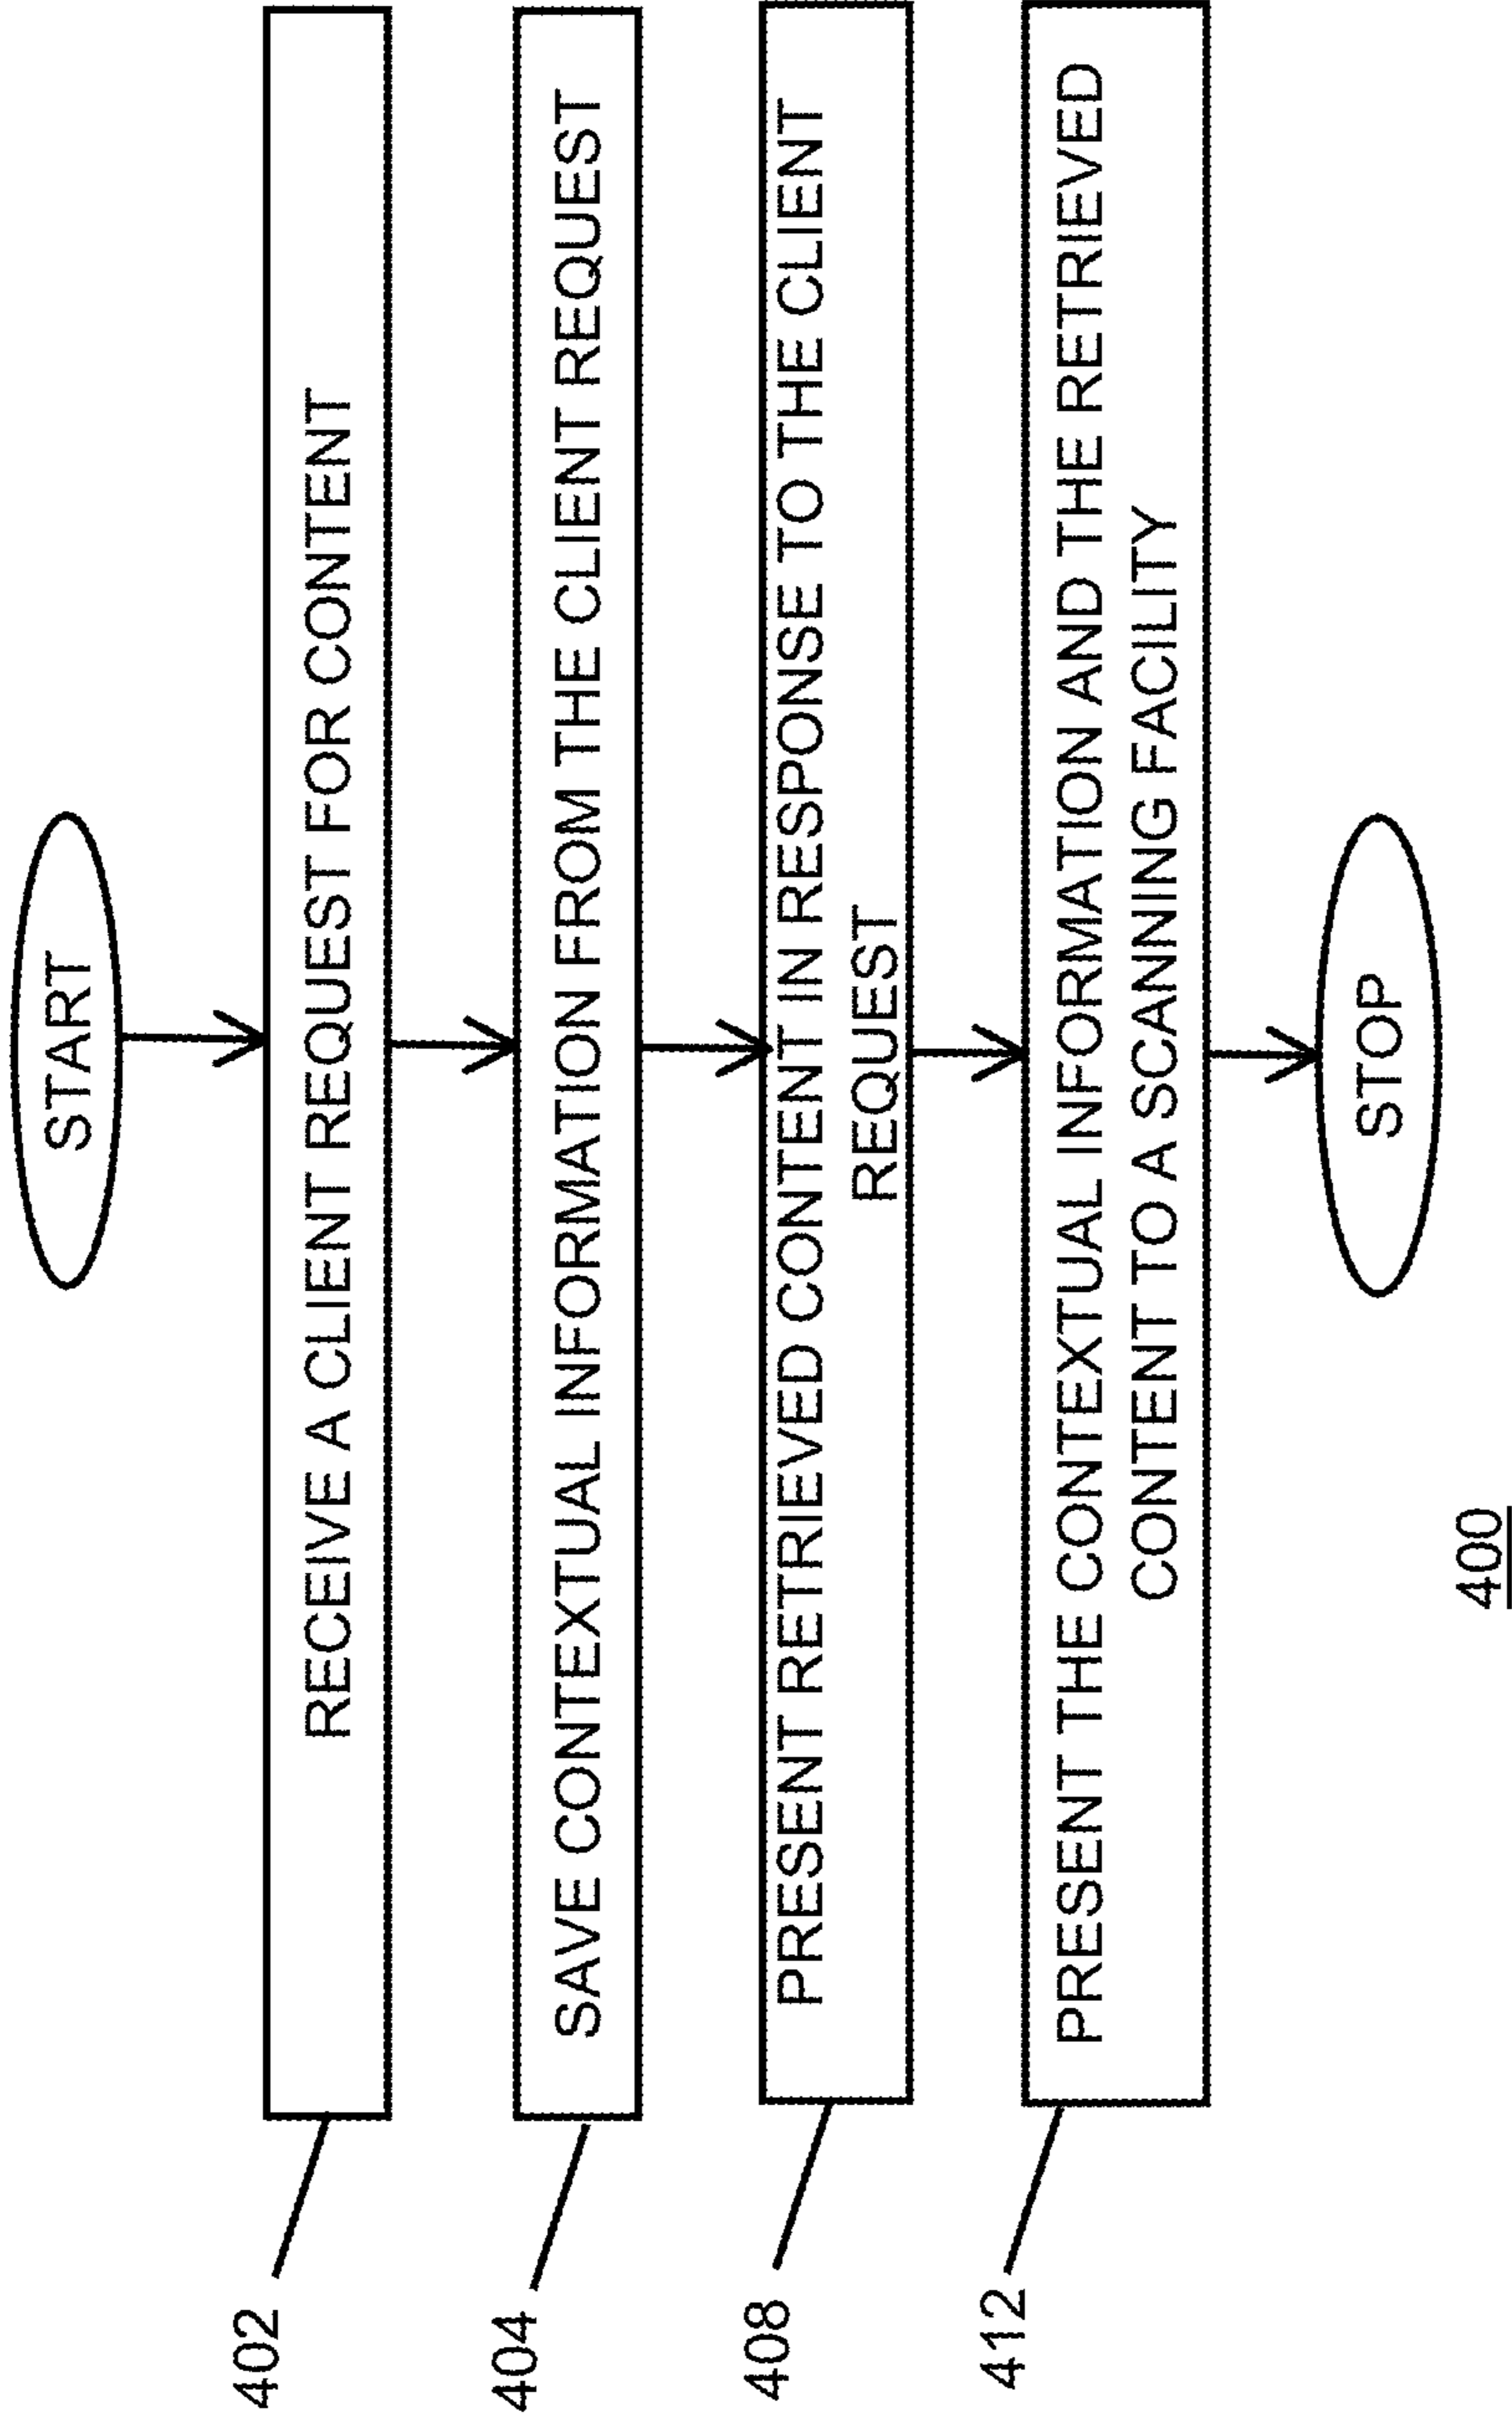 START
402
RECEIVE A CLIENT REQUEST FOR CONTENT
404
SAVE CONTEXTUAL INFORMATION FROM THE CLIENT REQUEST
408
PRESENT RETRIEVED CONTENT IN RESPONSE TO THE CLIENT
REQUEST
412
PRESENT THE CONTEXTUAL INFORMATION AND THE RETRIEVED
CONTENT TO A SCANNING FACILITY
STOP
400